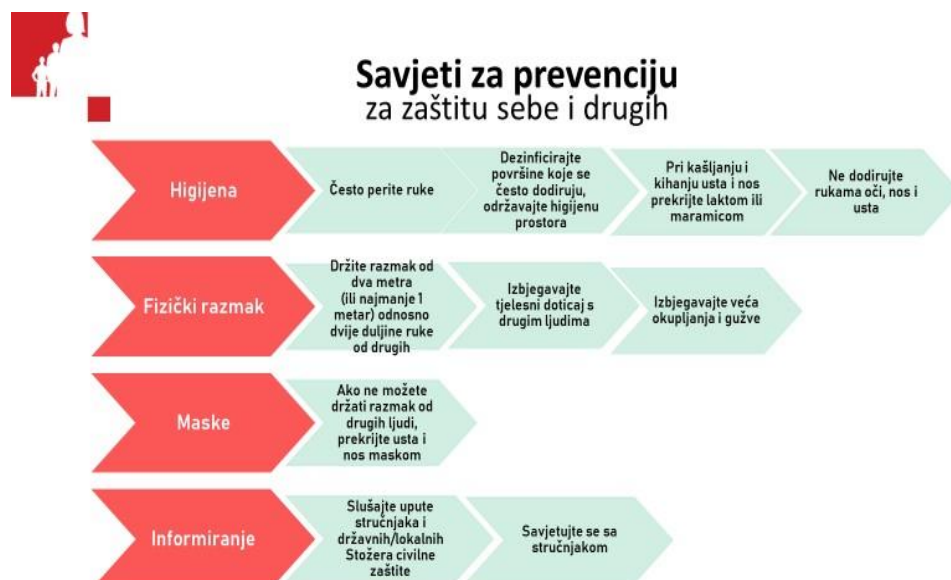 Savjeti za prevenciju
za zaštitu sebe i drugih
Higijena
Često perite ruke
Dezinficirajte
površine koje se
često dodiruju,
održavajte higijenu
prostora
Pri kašljanju i
kihanju usta i nos
prekrijte laktom ili
maramicom
Ne dodirujte
rukama oči, nos i
usta
Fizički razmak
Držite razmak od
dva metra
(ili najmanje 1
metar) odnosno
dvije duljine ruke
od drugih
Izbjegavajte
tjelesni doticaj s
drugim ljudima
Izbjegavajte veća
okupljanja i gužve
Maske
Ako ne možete
držati razmak od
drugih ljudi,
prekrijte usta i
nos maskom
Informiranje
Slušajte upute
stručnjaka i
državnih/lokalnih
Stožera civilne
zaštite
Savjetujte se sa
stručnjakom